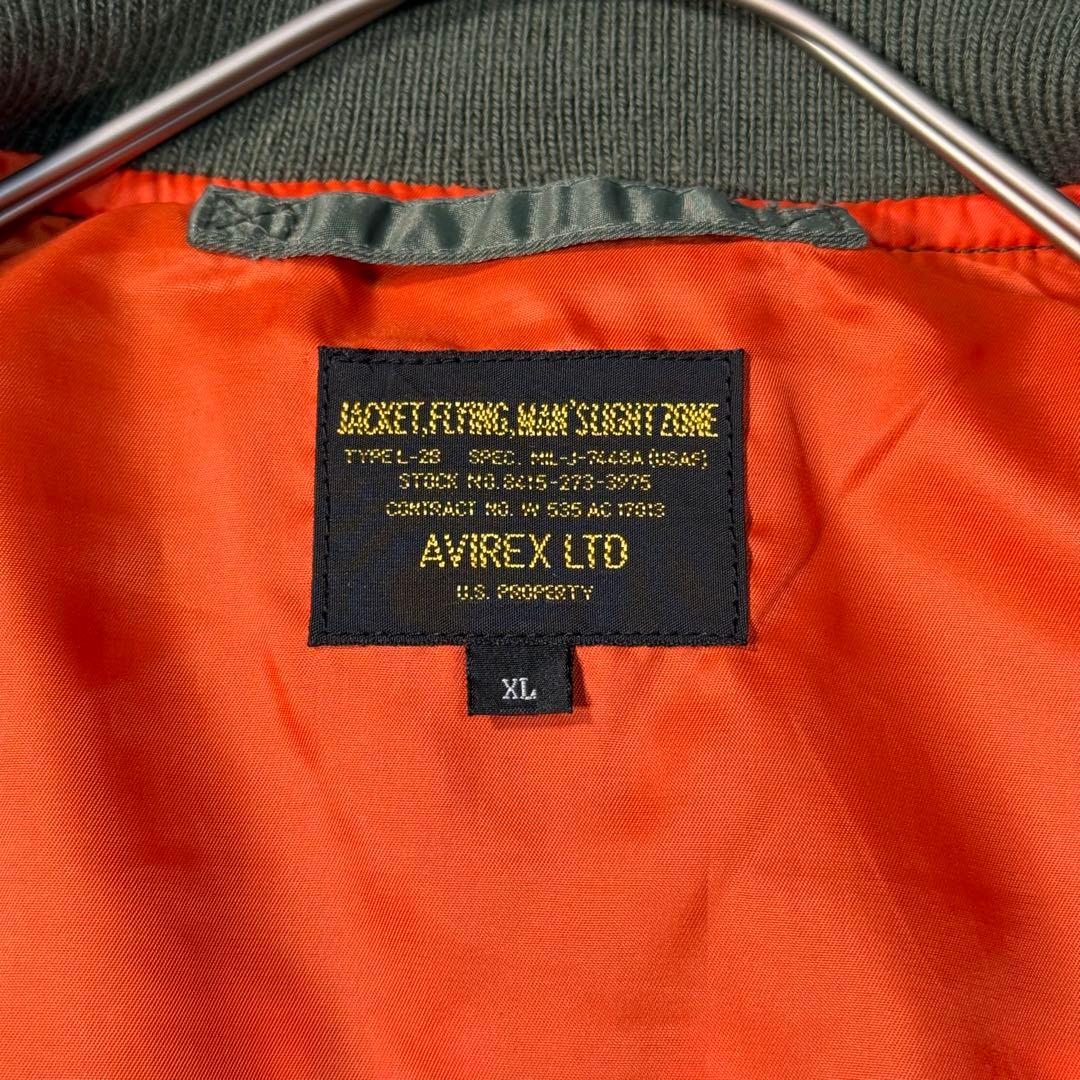 JACKET, FLYING, MAN'S LIGHT ZONE
TYPE L-2B SPEC. MIL-J-7448A (USAF)
STOCK NO. 8415-273-3975
CONTRACT NO. W 535 AC 17913
AVIREX LTD
U.S. PROPERTY
XL